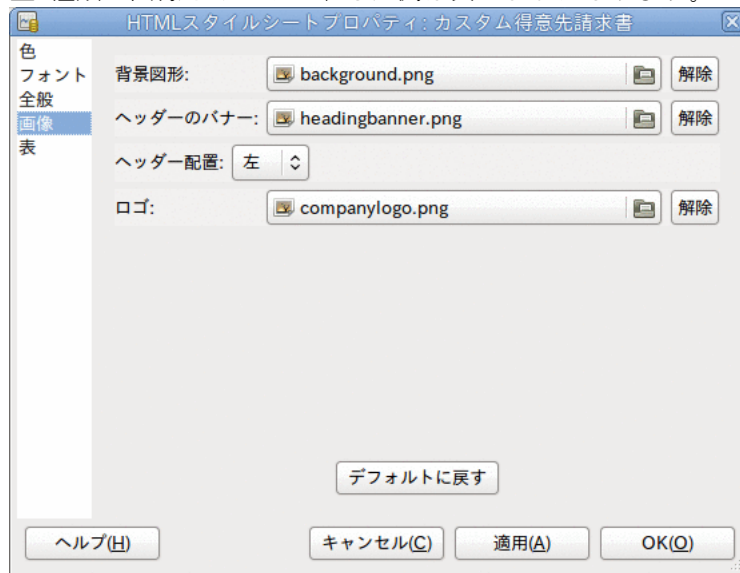 HTMLスタイルシートプロパティ: カスタム得意先請求書
色
フォント
全般
画像
表
背景図形: background.png 解除
ヘッダーのバナー: headingbanner.png 解除
ヘッダー配置: 左
ロゴ: companylogo.png 解除
デフォルトに戻す
ヘルプ(H) キャンセル(C) 適用(A) OK(O)